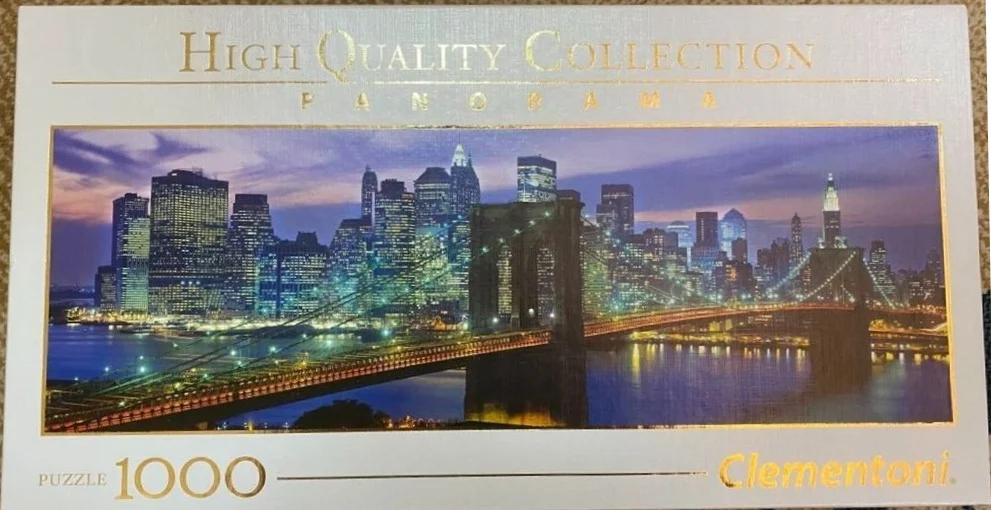 HIGH QUALITY COLLECTION
PANORAMA
PUZZLE 1000
Clementoni®